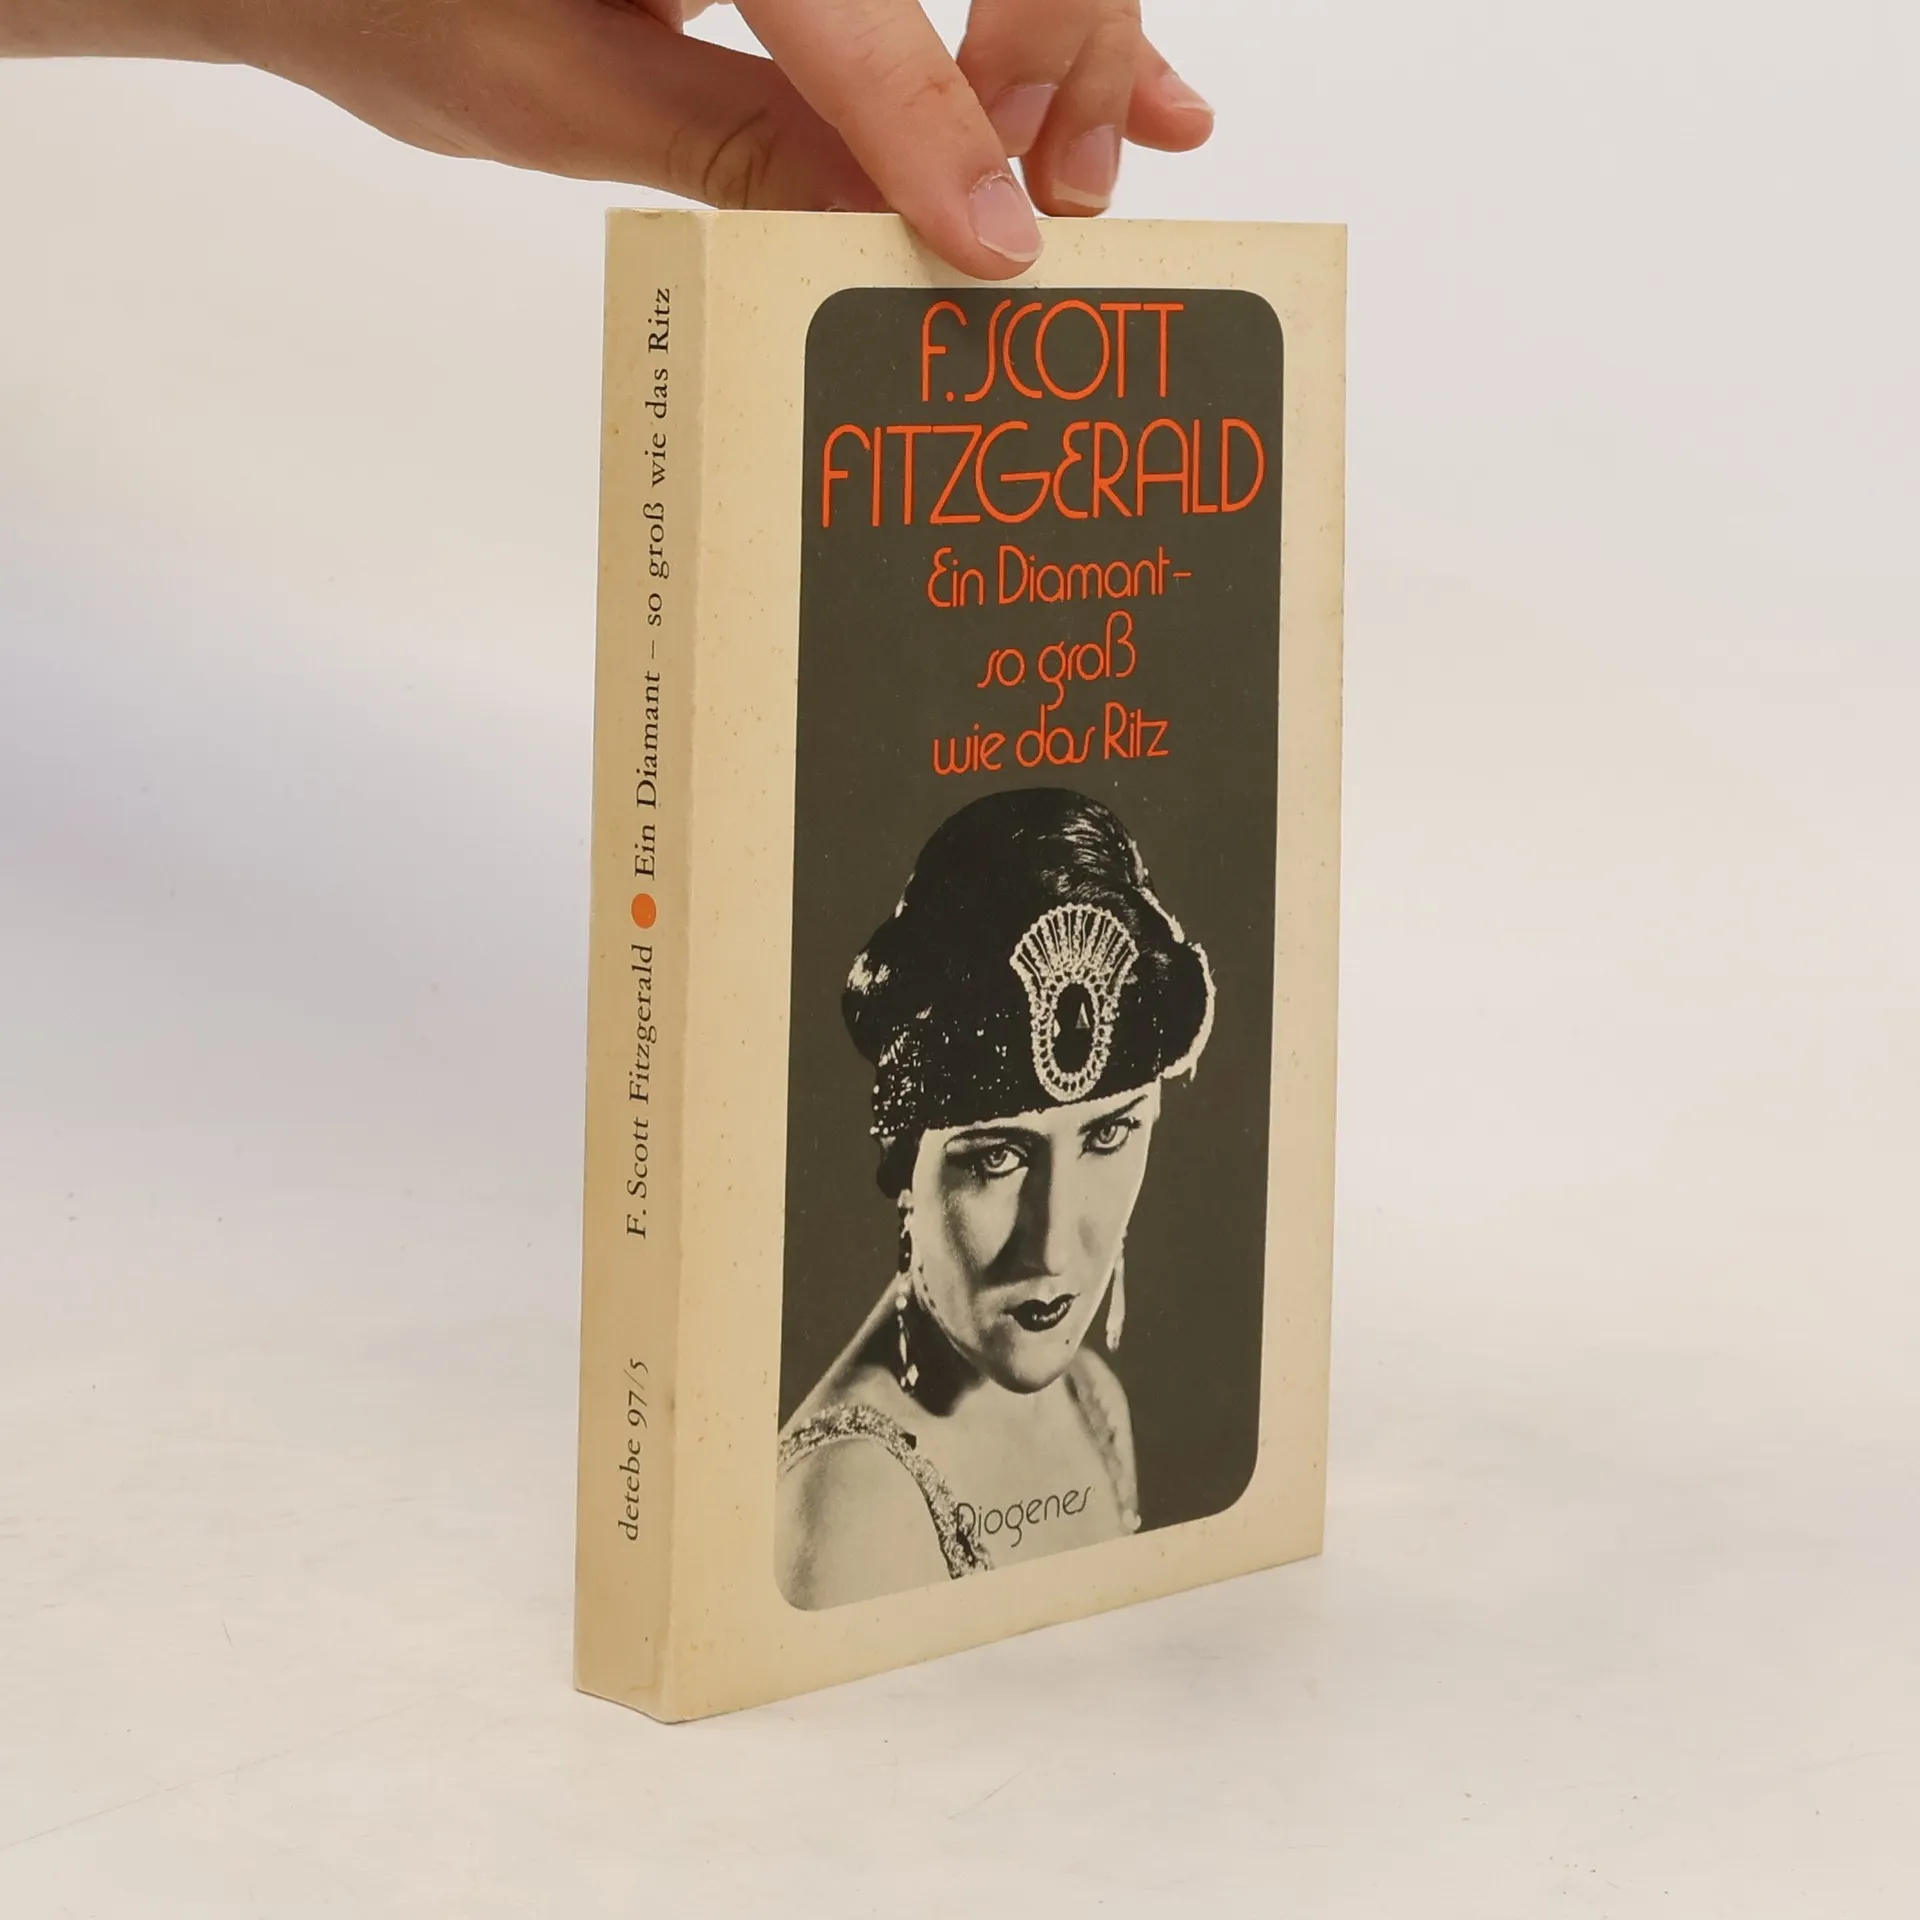 F. SCOTT
FITZGERALD
Ein Diamant–
so groß
wie das Ritz
Diogenes
detebe 97/5 F. Scott Fitzgerald ● Ein Diamant – so groß wie das Ritz